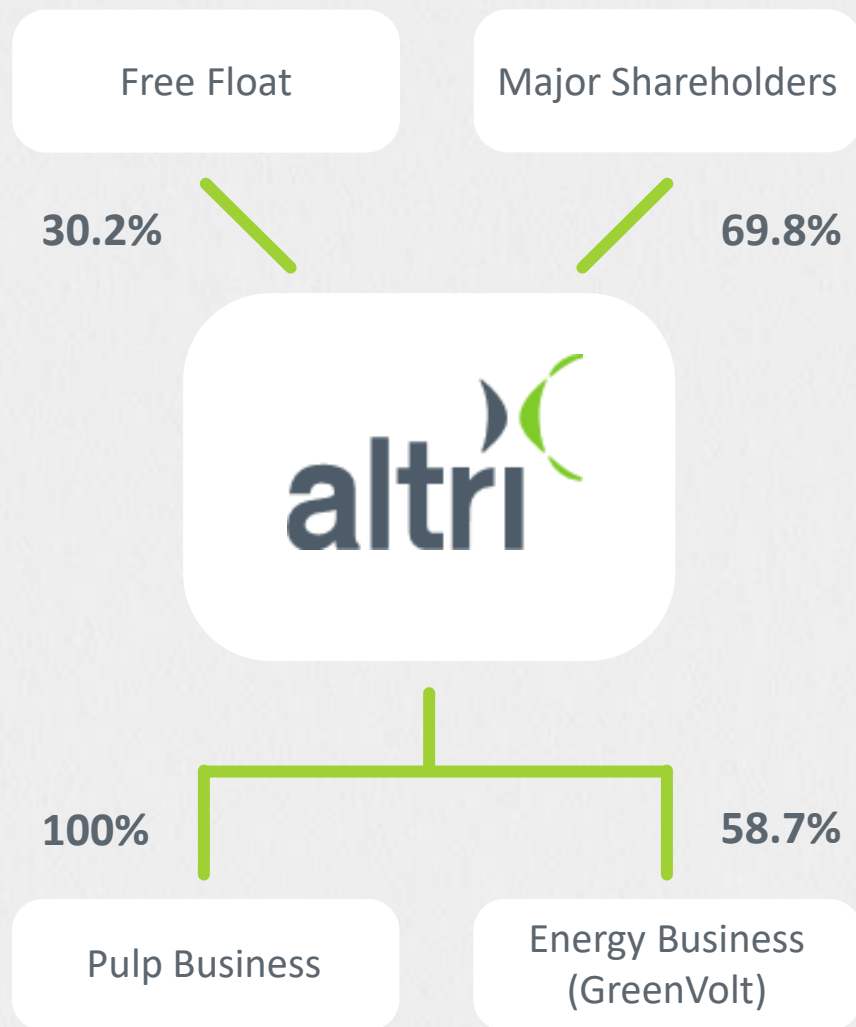 Free Float
Major Shareholders
30.2%
69.8%
altri
100%
58.7%
Pulp Business
Energy Business
(GreenVolt)